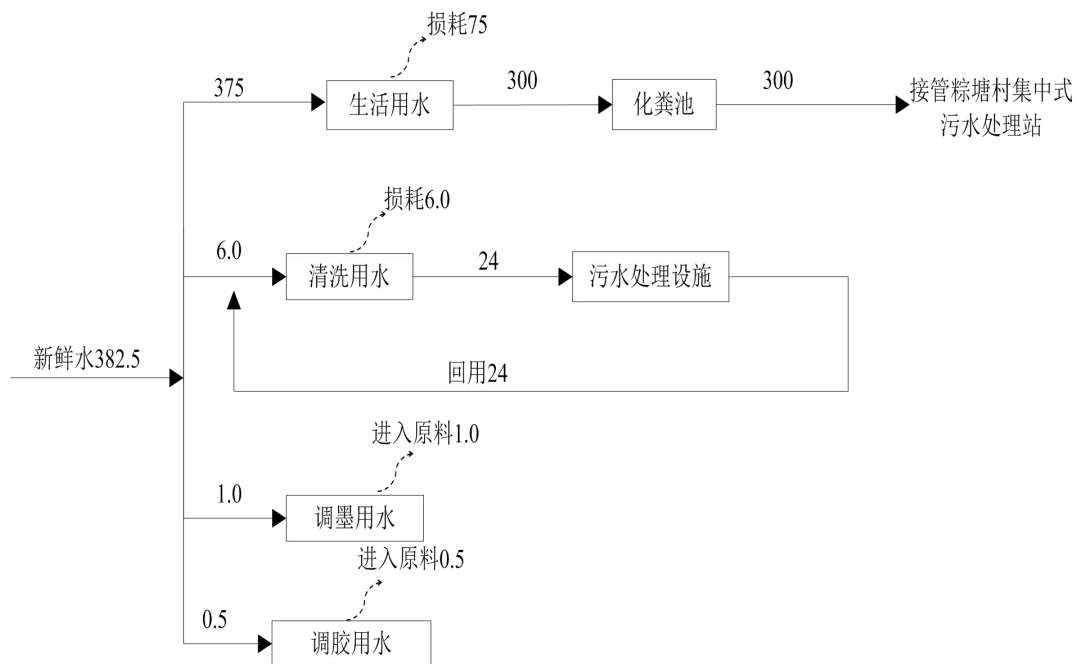 损耗75
375
生活用水
300
化粪池
300
接管粽塘村集中式
污水处理站
损耗6.0
6.0
清洗用水
24
污水处理设施
新鲜水382.5
回用24
进入原料1.0
1.0
调墨用水
进入原料0.5
0.5
调胶用水